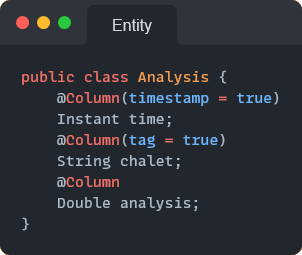 Entity
public class Analysis {
    @Column(timestamp = true)
    Instant time;
    @Column(tag = true)
    String chalet;
    @Column
    Double analysis;
}